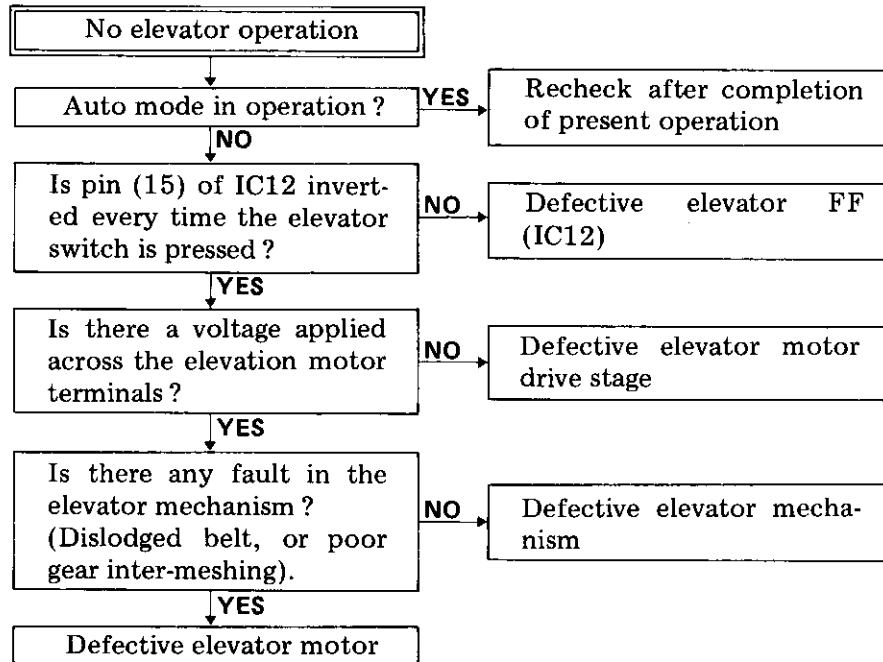 No elevator operation
Auto mode in operation ?
YES
Recheck after completion
of present operation
NO
Is pin (15) of IC12 invert-
ed every time the elevator
switch is pressed ?
NO
Defective elevator FF
(IC12)
YES
Is there a voltage applied
across the elevation motor
terminals ?
NO
Defective elevator motor
drive stage
YES
Is there any fault in the
elevator mechanism ?
(Dislodged belt, or poor
gear inter-meshing).
NO
Defective elevator mecha-
nism
YES
Defective elevator motor